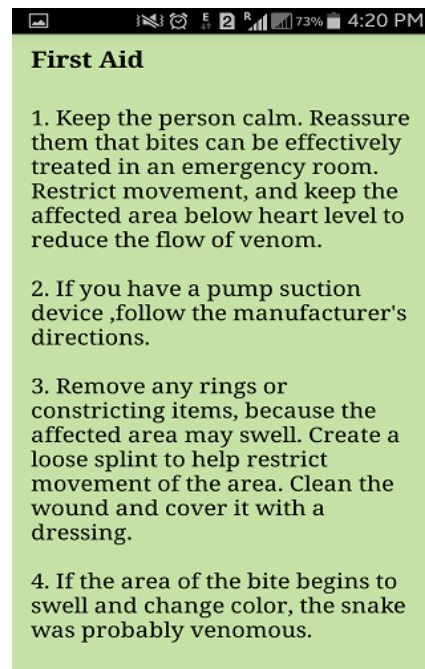 E R 2 73% 4:20 PM
First Aid
1. Keep the person calm. Reassure
them that bites can be effectively
treated in an emergency room.
Restrict movement, and keep the
affected area below heart level to
reduce the flow of venom.
2. If you have a pump suction
device ,follow the manufacturer's
directions.
3. Remove any rings or
constricting items, because the
affected area may swell. Create a
loose splint to help restrict
movement of the area. Clean the
wound and cover it with a
dressing.
4. If the area of the bite begins to
swell and change color, the snake
was probably venomous.